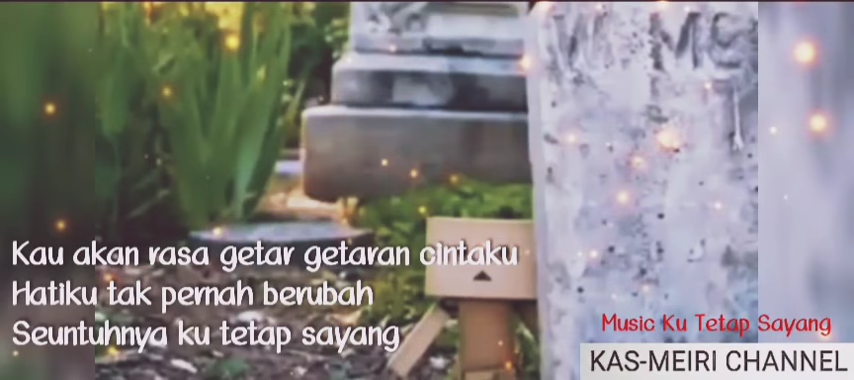 Kau akan rasa getar getaran cintaku
Hatiku tak pernah berubah
Seuntuhnya ku tetap sayang
Music Ku Tetap Sayang
KAS-MEIRI CHANNEL